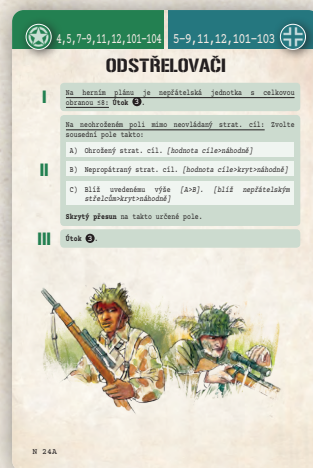 4,5,7-9,11,12,101-104
5-9,11,12,101-103
ODSTŘELOVAČI
I
Na herním plánu je nepřátelská jednotka s celkovou
obranou ≤8: Útok ❸.
II
Na neohroženém poli mimo neovládaný strat. cíl: Zvolte
sousední pole takto:
A) Ohrožený strat. cíl. [hodnota cíle>náhodně]
B) Nepropátraný strat. cíl. [hodnota cíle>kryt>náhodně]
C) Blíž uvedenému výše [A>B]. [blíž nepřátelským
střelcům>kryt>náhodně]
Skrytý přesun na takto určené pole.
III
Útok ❸.
N 24A